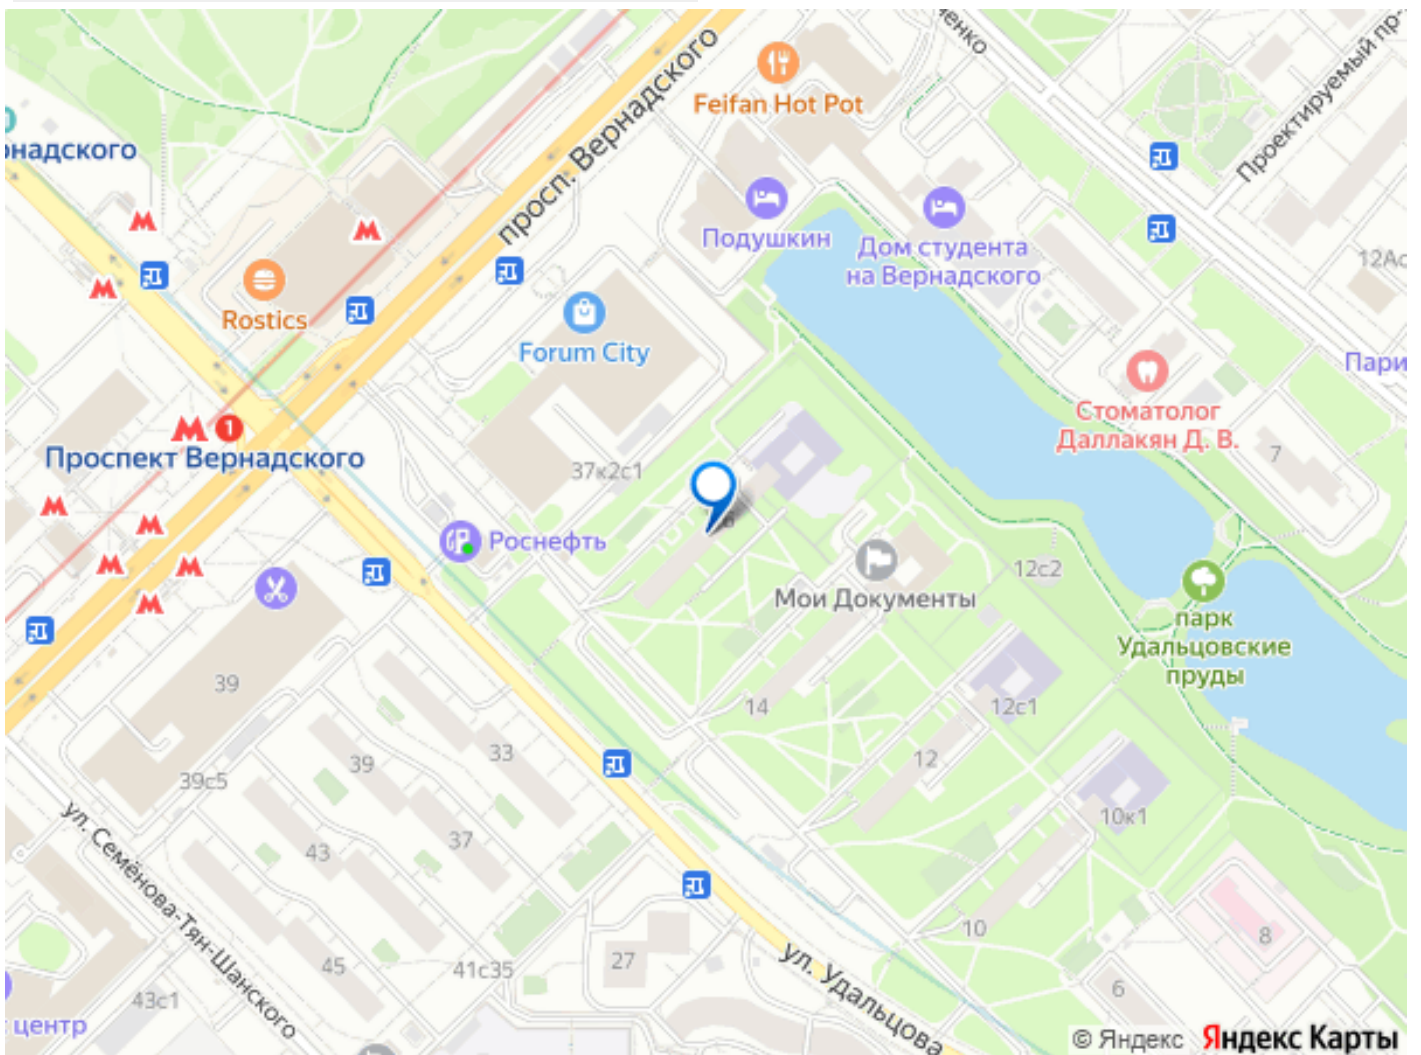 енко
Проектируемый пр-
просп. Вернадского
Feifan Hot Pot
рнадского
Подушкин
Дом студента
на Вернадского
12Ас
Rostics
Forum City
Пари
Стоматолог
Даллакян Д. В.
7
1
Проспект Вернадского
37к2с1
Роснефть
12с2
Мои Документы
парк
Удальцовские
пруды
39
14
12с1
33
39
12
39с5
10к1
37
43
ул. Семёнова-Тян-Шанского
10
8
27
45
41с35
ул. Удальцова
6
43с1
центр
© Яндекс Яндекс Карты